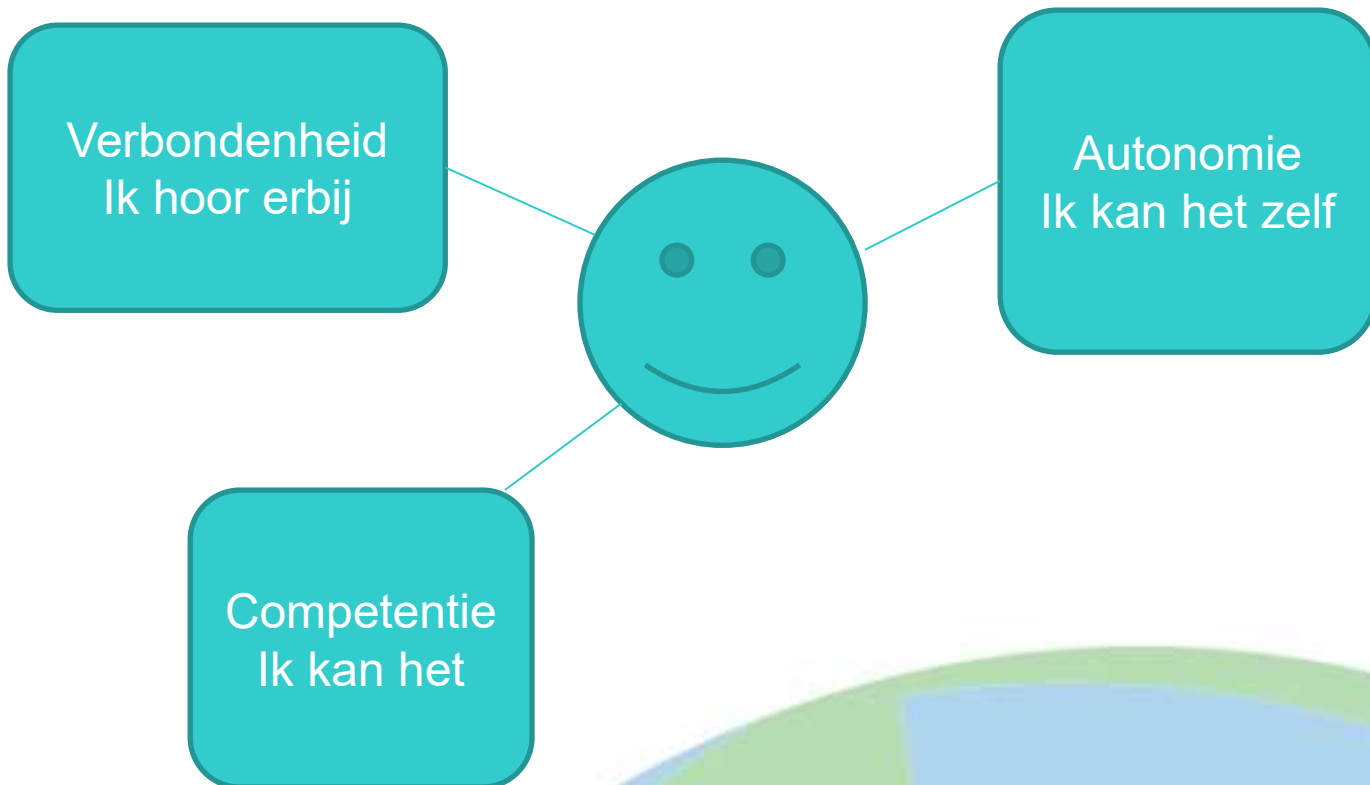 Verbondenheid
Ik hoor erbij
Autonomie
Ik kan het zelf
Competentie
Ik kan het